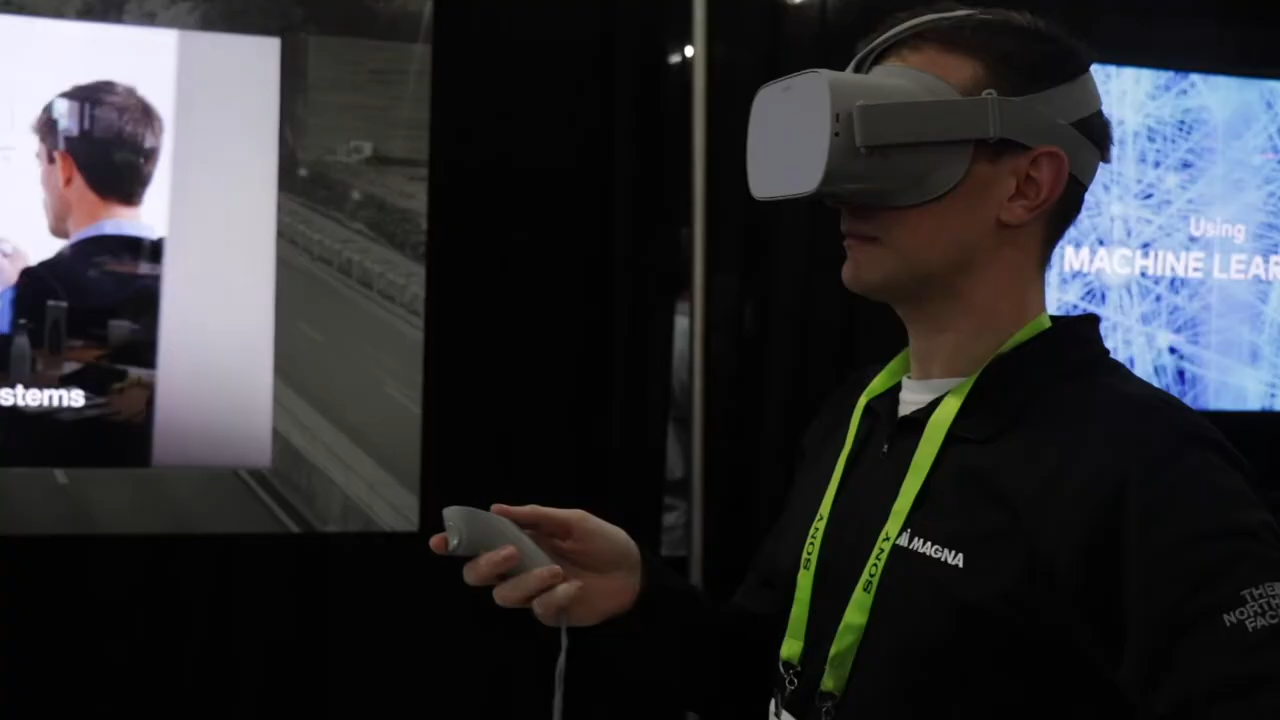 stems
Using
MACHINE LEAR
SONY
SONY
MAGNA
THE
NORTH
FACE